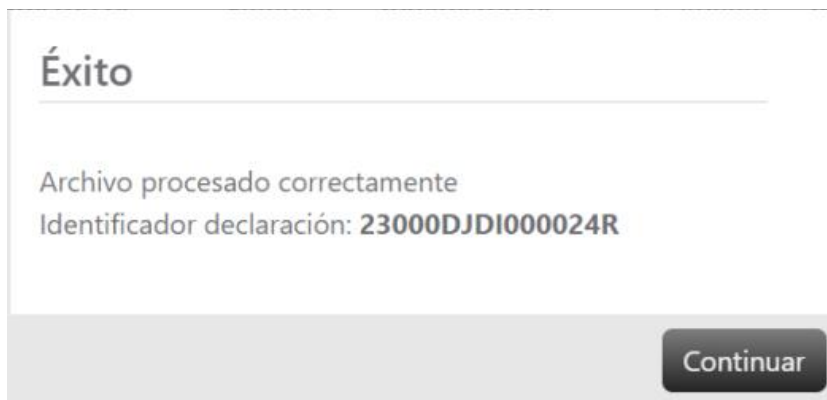 Éxito
Archivo procesado correctamente
Identificador declaración: 23000DJDI000024R
Continuar